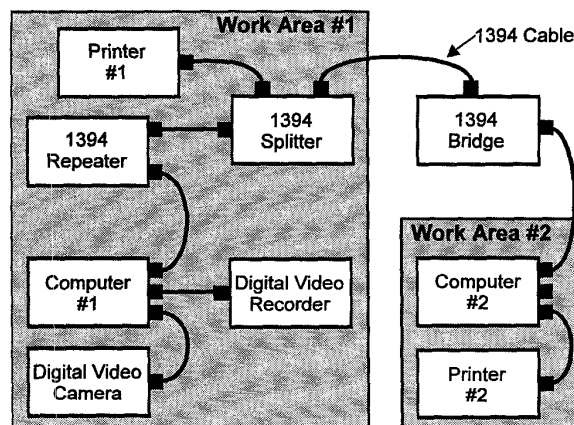 Work Area #1
1394 Cable
Printer
#1
1394
Splitter
1394
Bridge
1394
Repeater
Work Area #2
Computer
#1
Digital Video
Recorder
Computer
#2
Digital Video
Camera
Printer
#2